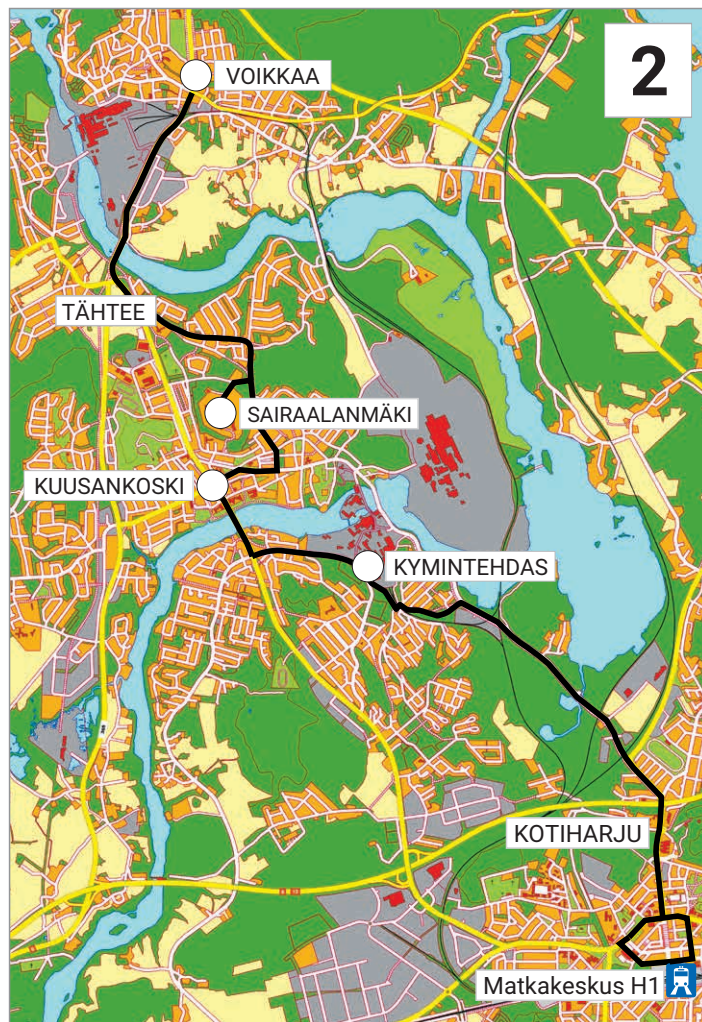 2
VOIKKAA
TÄHTEE
SAIRAALANMÄKI
KUUSANKOSKI
KYMINTEHDAS
KOTIHARJU
Matkakeskus H1